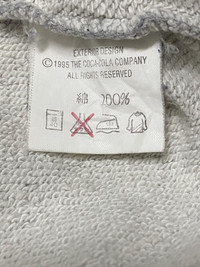 EXTERIOR DESIGN
© 1995 THE COCA-COLA COMPANY
ALL RIGHTS RESERVED
綿 100%